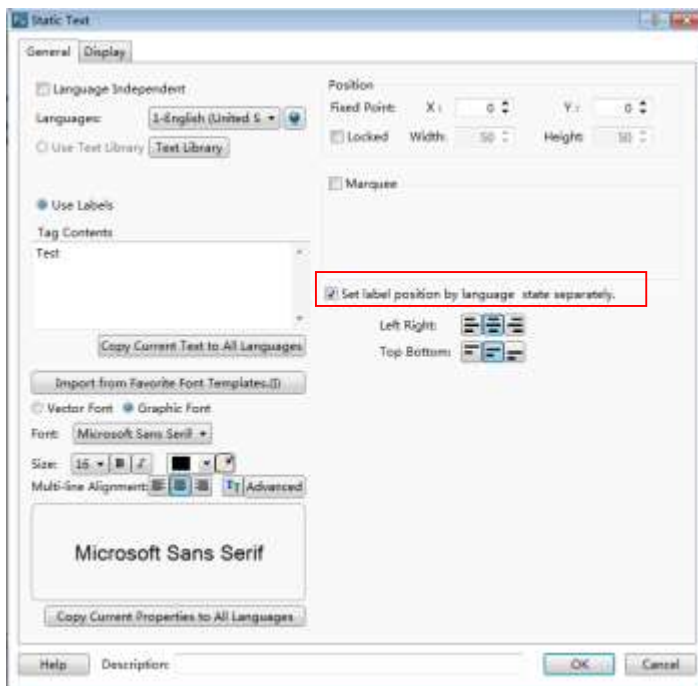 Static Text
General Display
Language Independent
Languages: 1-English (United S
Use Text Library Text Library
Use Labels
Tag Contents
Test
Copy Current Text to All Languages
Import from Favorite Font Templates.(I)
Vector Font Graphic Font
Font: Microsoft Sans Serif
Size: 16 B I
Multi-line Alignment: Advanced
Microsoft Sans Serif
Copy Current Properties to All Languages
Position
Fixed Point: X : 0 Y : 0
Locked Width: 50 Height: 50
Marquee
Set label position by language state separately.
Left Right:
Top Bottom:
Help Description: OK Cancel